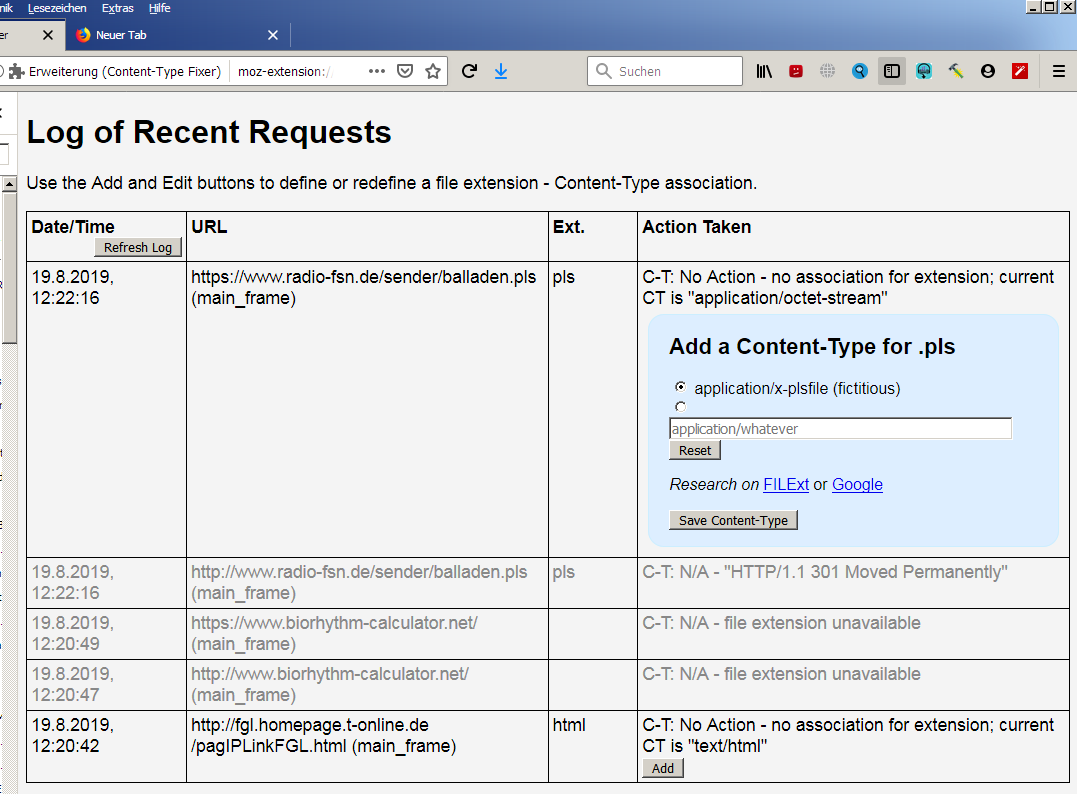 nik Lesezeichen Extras Hilfe
er Neuer Tab
Erweiterung (Content-Type Fixer) moz-extension:/ Suchen
Log of Recent Requests
Use the Add and Edit buttons to define or redefine a file extension - Content-Type association.
Date/Time URL Ext. Action Taken
Refresh Log
19.8.2019, https://www.radio-fsn.de/sender/balladen.pls pls C-T: No Action - no association for extension; current
12:22:16 (main_frame) CT is "application/octet-stream"
Add a Content-Type for .pls
application/x-plsfile (fictitious)
application/whatever
Reset
Research on FILExt or Google
Save Content-Type
19.8.2019, http://www.radio-fsn.de/sender/balladen.pls pls C-T: N/A - "HTTP/1.1 301 Moved Permanently"
12:22:16 (main_frame)
19.8.2019, https://www.biorhythm-calculator.net/ C-T: N/A - file extension unavailable
12:20:49 (main_frame)
19.8.2019, http://www.biorhythm-calculator.net/ C-T: N/A - file extension unavailable
12:20:47 (main_frame)
19.8.2019, http://fgl.homepage.t-online.de html C-T: No Action - no association for extension; current
12:20:42 /pagIPLinkFGL.html (main_frame) CT is "text/html"
Add